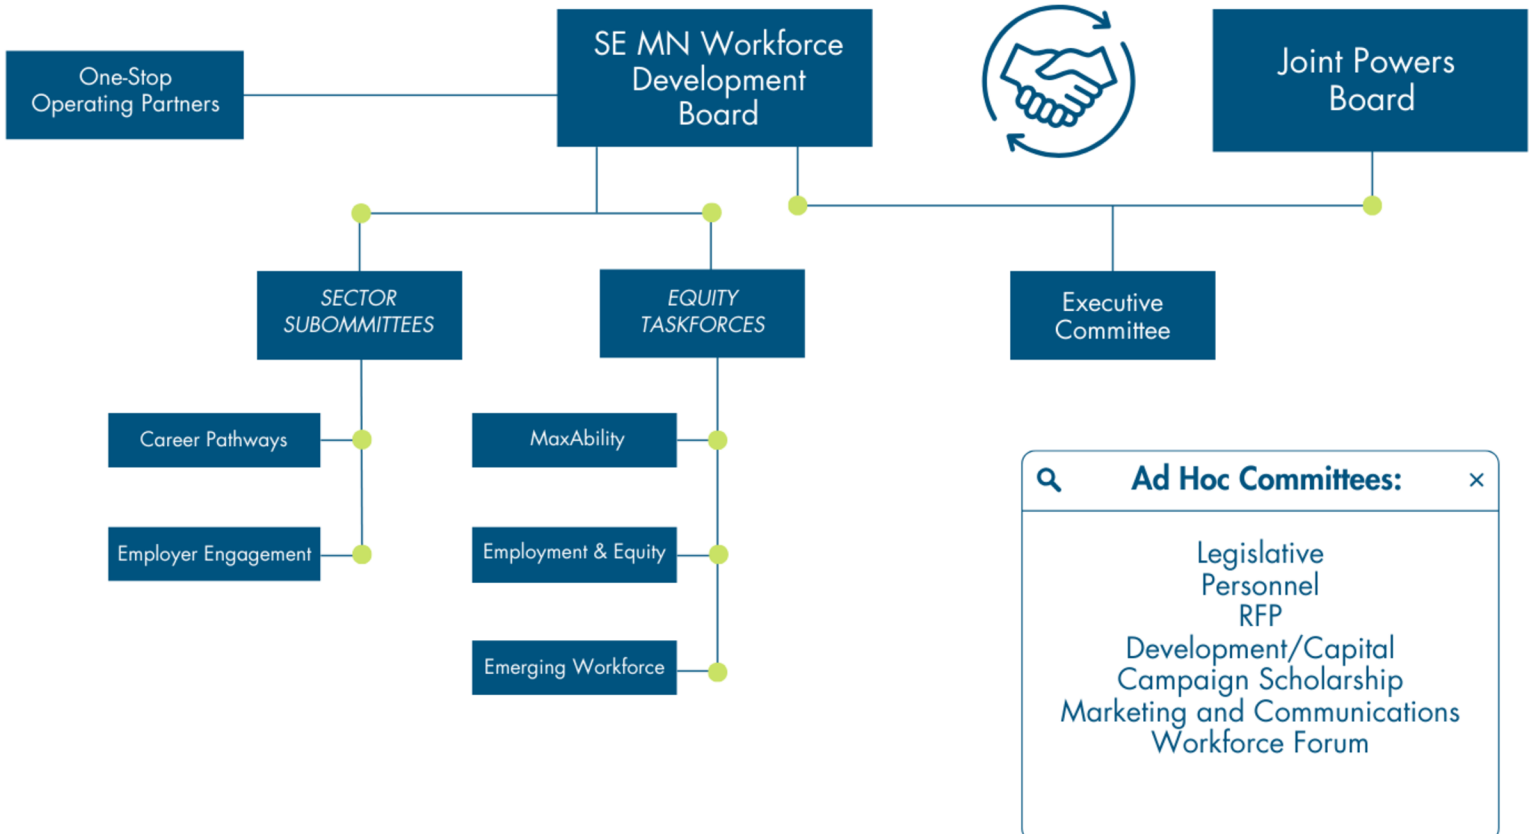 SE MN Workforce
Development
Board
Joint Powers
Board
One-Stop
Operating Partners
SECTOR
SUBOMMITTEES
EQUITY
TASKFORCES
Executive
Committee
Career Pathways
MaxAbility
Employer Engagement
Employment & Equity
Emerging Workforce
Ad Hoc Committees:
Legislative
Personnel
RFP
Development/Capital
Campaign Scholarship
Marketing and Communications
Workforce Forum